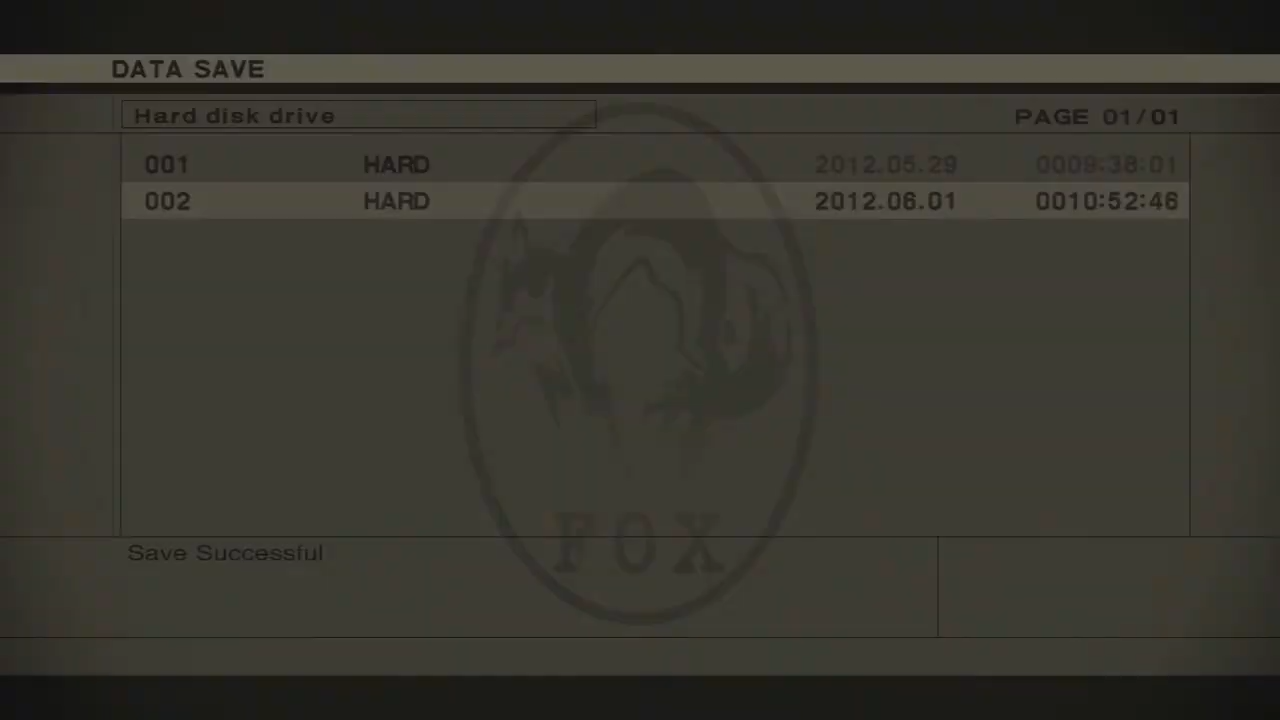 DATA SAVE
Hard disk drive PAGE 01/01
001 HARD 2012.05.29 0009:38:01
002 HARD 2012.06.01 0010:52:46
FOX
Save Successful